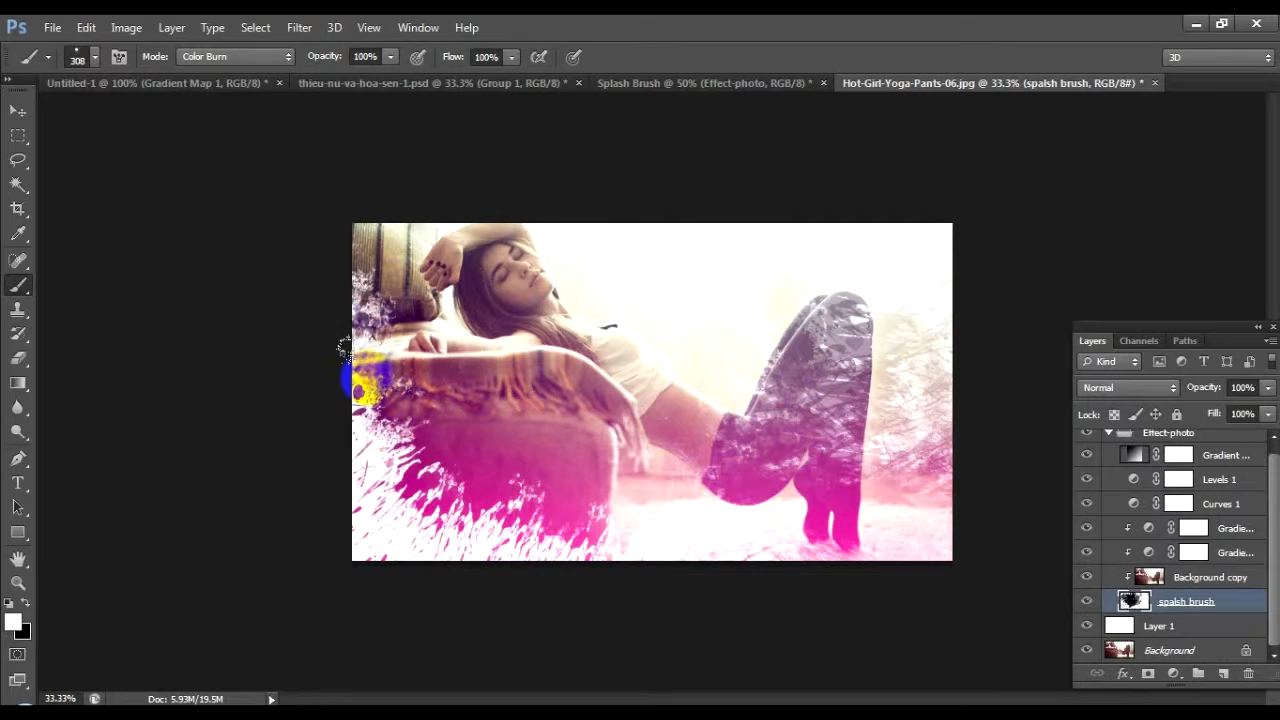 Ps File Edit Image Layer Type Select Filter 3D View Window Help
308 Mode: Color Burn Opacity: 100% Flow: 100% 3D
Untitled-1 @ 100% (Gradient Map 1, RGB/8) * × thieu-nu-va-hoa-sen-1.psd @ 33.3% (Group 1, RGB/8) * × Splash Brush @ 50% (Effect-photo, RGB/8) * × Hot-Girl-Yoga-Pants-06.jpg @ 33.3% (spalsh brush, RGB/8#) * ×
Layers Channels Paths
Kind
Normal Opacity: 100%
Lock: Fill: 100%
Effect-photo
Gradient ...
Levels 1
Curves 1
Gradie...
Gradie...
Background copy
spalsh brush
Layer 1
Background
fx
33.33% Doc: 5.93M/19.5M